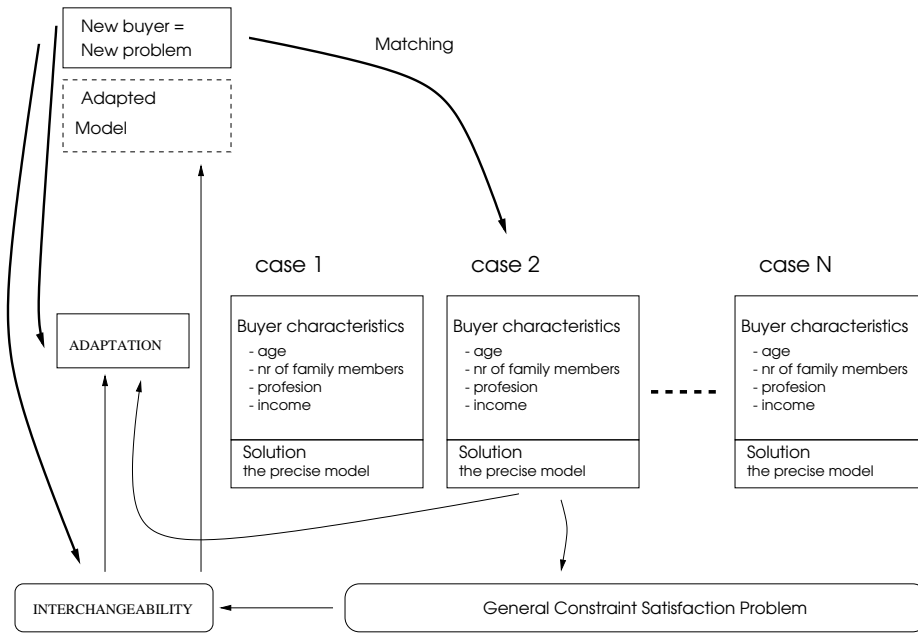 New buyer =
New problem
Matching
Adapted
Model
case 1
case 2
case N
Buyer characteristics
- age
- nr of family members
- profesion
- income
Solution
the precise model
Buyer characteristics
- age
- nr of family members
- profesion
- income
Solution
the precise model
Buyer characteristics
- age
- nr of family members
- profesion
- income
Solution
the precise model
ADAPTATION
INTERCHANGEABILITY
General Constraint Satisfaction Problem